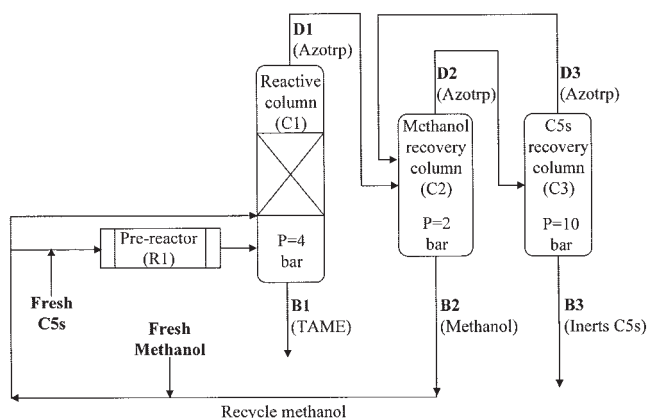 D1
(Azotrp)
D2
(Azotrp)
D3
(Azotrp)
Reactive
column
(C1)
Methanol
recovery
column
(C2)
C5s
recovery
column
(C3)
Pre-reactor
(R1)
P=4
bar
P=2
bar
P=10
bar
Fresh
C5s
Fresh
Methanol
B1
(TAME)
B2
(Methanol)
B3
(Inerts C5s)
Recycle methanol